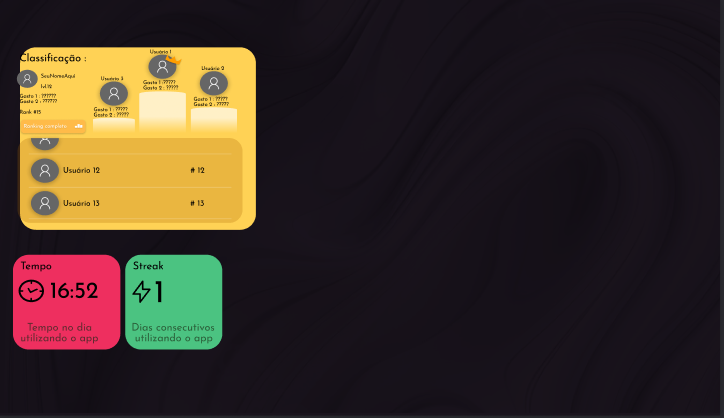 Classificação :
SeuNomeAqui
lvl.12
Gasto 1 : ??????
Gasto 2 : ??????
Rank #15
Ranking completo
Usuário 3
Gasto 1 : ?????
Gasto 2 : ?????
Usuário 1
Gasto 1 :?????
Gasto 2 : ?????
Usuário 2
Gasto 1 : ?????
Gasto 2 : ?????
Usuário 12
# 12
Usuário 13
# 13
Tempo
16:52
Tempo no dia
utilizando o app
Streak
1
Dias consecutivos
utilizando o app